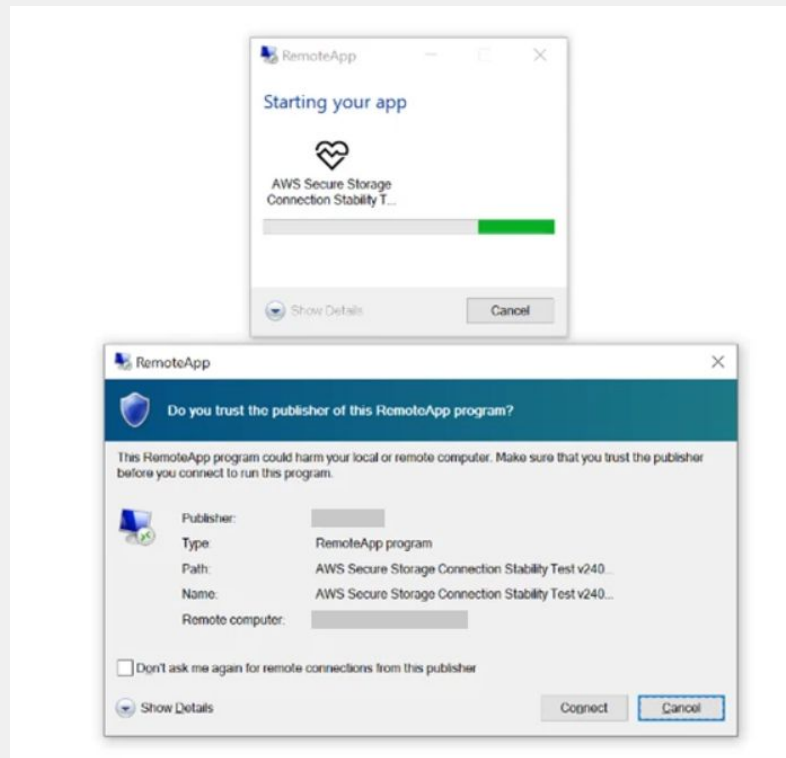 RemoteApp
Starting your app
AWS Secure Storage
Connection Stability T...
Show Details
Cancel
RemoteApp
Do you trust the publisher of this RemoteApp program?
This RemoteApp program could harm your local or remote computer. Make sure that you trust the publisher
before you connect to run this program.
Publisher:
Type: RemoteApp program
Path: AWS Secure Storage Connection Stability Test v240...
Name: AWS Secure Storage Connection Stability Test v240...
Remote computer:
Don't ask me again for remote connections from this publisher
Show Details Connect Cancel